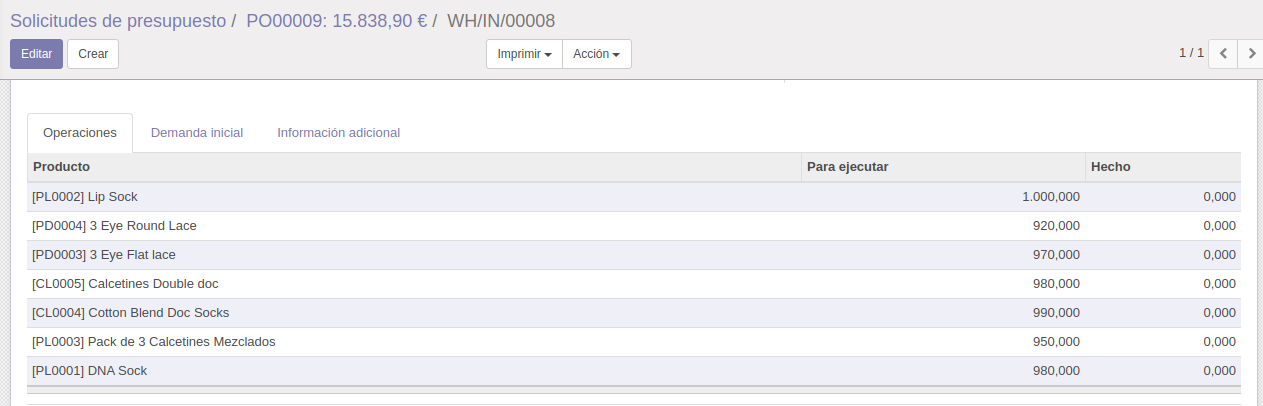 Solicitudes de presupuesto / PO00009: 15.838,90 € / WH/IN/00008
Editar Crear Imprimir Acción 1 / 1
Operaciones Demanda inicial Información adicional
Producto Para ejecutar Hecho
[PL0002] Lip Sock 1.000,000 0,000
[PD0004] 3 Eye Round Lace 920,000 0,000
[PD0003] 3 Eye Flat lace 970,000 0,000
[CL0005] Calcetines Double doc 980,000 0,000
[CL0004] Cotton Blend Doc Socks 990,000 0,000
[PL0003] Pack de 3 Calcetines Mezclados 950,000 0,000
[PL0001] DNA Sock 980,000 0,000